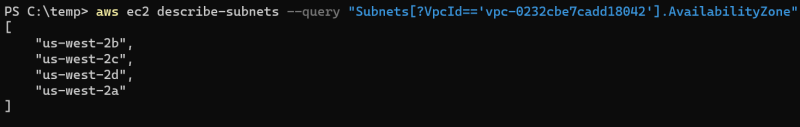 PS C:\temp> aws ec2 describe-subnets --query "Subnets[?VpcId=='vpc-0232cbe7cadd18042'].AvailabilityZone"
[
    "us-west-2b",
    "us-west-2c",
    "us-west-2d",
    "us-west-2a"
]